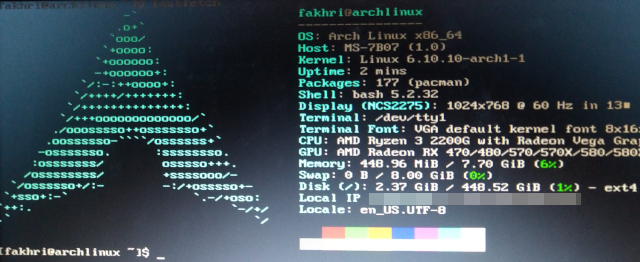 fakhri@archlinux
OS: Arch Linux x86_64
Host: MS-7B07 (1.0)
Kernel: Linux 6.10.10-arch1-1
Uptime: 2 mins
Packages: 177 (pacman)
Shell: bash 5.2.32
Display (NCS2275): 1024x768 @ 60 Hz in 13
Terminal: /dev/tty1
Terminal Font: VGA default kernel font 8x16
CPU: AMD Ryzen 3 2200G with Radeon Vega Gra
GPU: AMD Radeon RX 470/480/570/570X/580/580X
Memory: 448.96 MiB / 7.70 GiB (6%)
Swap: 0 B / 8.00 GiB (0%)
Disk (/): 2.37 GiB / 448.52 GiB (1%) - ext4
Local IP
Locale: en_US.UTF-8
[fakhri@archlinux ~]$ _